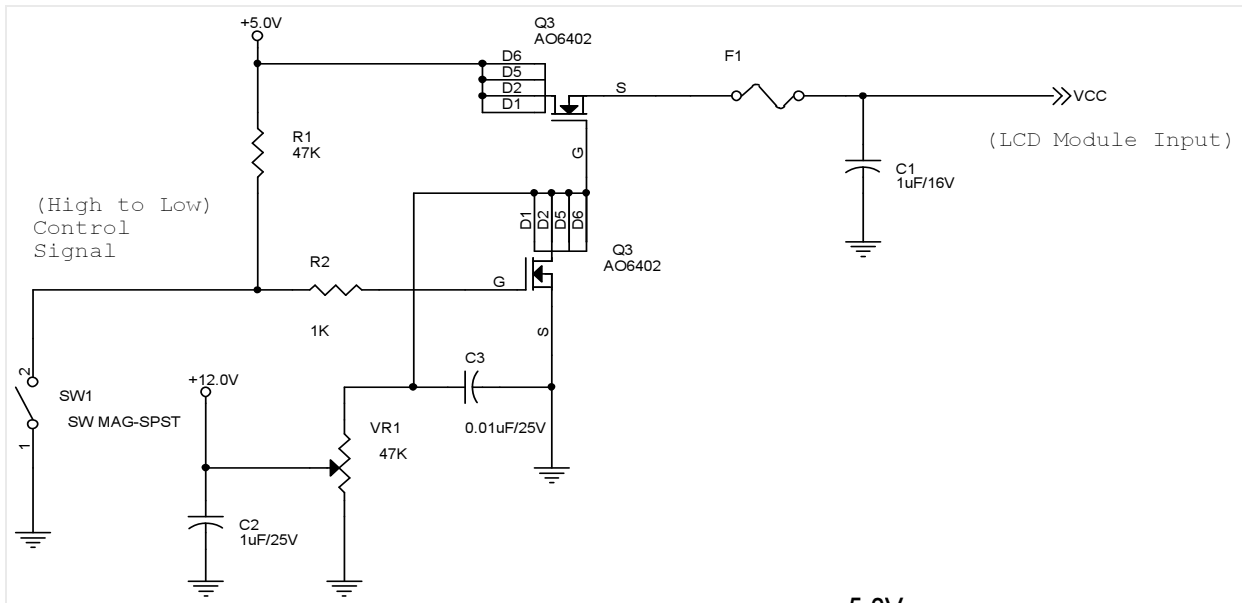 +5.0V
Q3
AO6402
D6
D5
D2
D1
S
G
F1
VCC
(LCD Module Input)
C1
1uF/16V
R1
47K
(High to Low)
Control
Signal
R2
1K
G
D1
D2
D5
D6
Q3
AO6402
S
2
SW1
SW MAG-SPST
1
+12.0V
C3
0.01uF/25V
VR1
47K
C2
1uF/25V